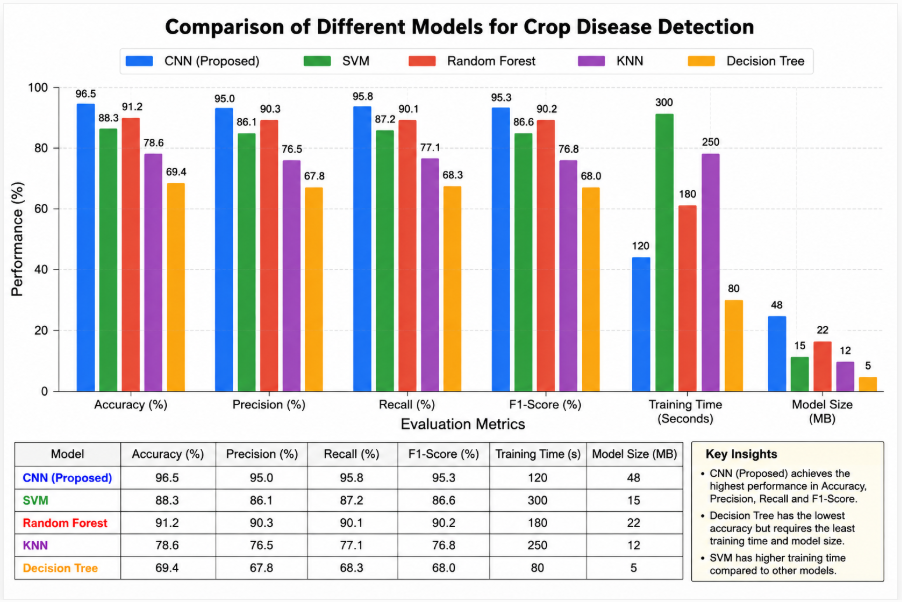 Comparison of Different Models for Crop Disease Detection
CNN (Proposed) SVM Random Forest KNN Decision Tree
Performance (%)
100
80
60
40
20
0
96.5 88.3 91.2 78.6 69.4
95.0 86.1 90.3 76.5 67.8
95.8 87.2 90.1 77.1 68.3
95.3 86.6 90.2 76.8 68.0
120 300 180 250 80
48 15 22 12 5
Accuracy (%) Precision (%) Recall (%) F1-Score (%) Training Time (Seconds) Model Size (MB)
Evaluation Metrics
Model Accuracy (%) Precision (%) Recall (%) F1-Score (%) Training Time (s) Model Size (MB)
CNN (Proposed) 96.5 95.0 95.8 95.3 120 48
SVM 88.3 86.1 87.2 86.6 300 15
Random Forest 91.2 90.3 90.1 90.2 180 22
KNN 78.6 76.5 77.1 76.8 250 12
Decision Tree 69.4 67.8 68.3 68.0 80 5
Key Insights
• CNN (Proposed) achieves the
highest performance in Accuracy,
Precision, Recall and F1-Score.
• Decision Tree has the lowest
accuracy but requires the least
training time and model size.
• SVM has higher training time
compared to other models.